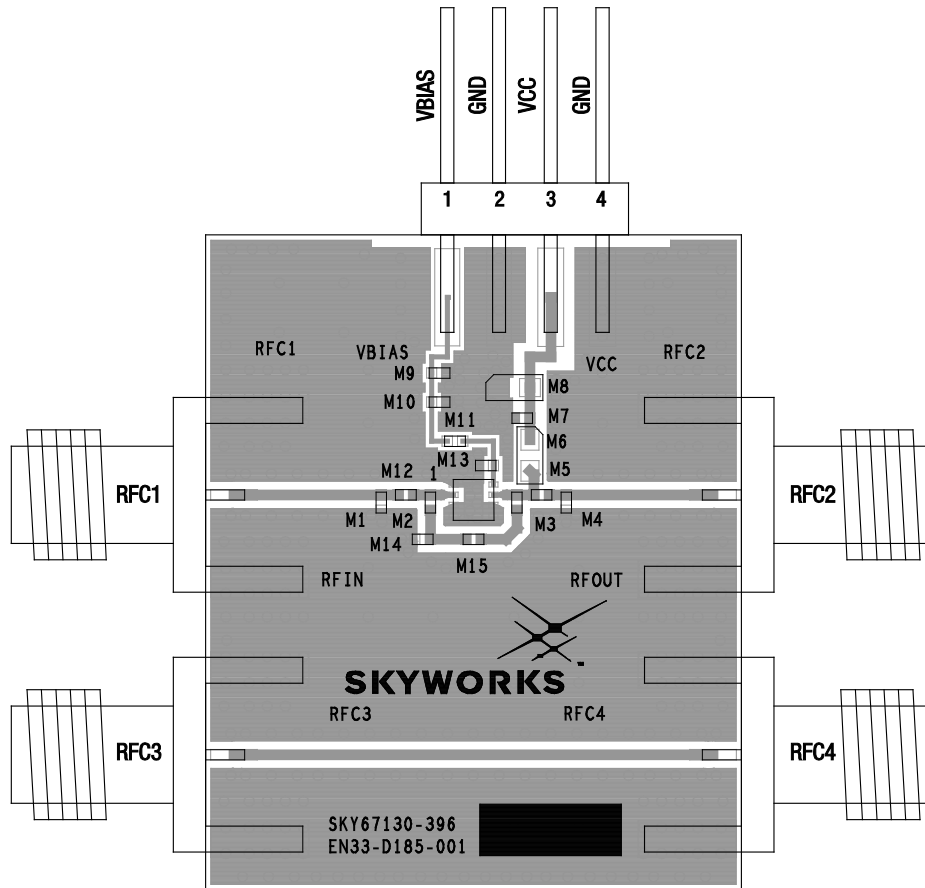 VBIAS GND VCC GND
1 2 3 4
RFC1 VBIAS VCC RFC2
M9
M8
M10
M7
M11
M6
M13
M5
M12 1
RFC1
RFC2
M1 M2 M3 M4
M14
M15
RFIN RFOUT
SKYWORKS
RFC3 RFC4
RFC3
RFC4
SKY67130-396
EN33-D185-001